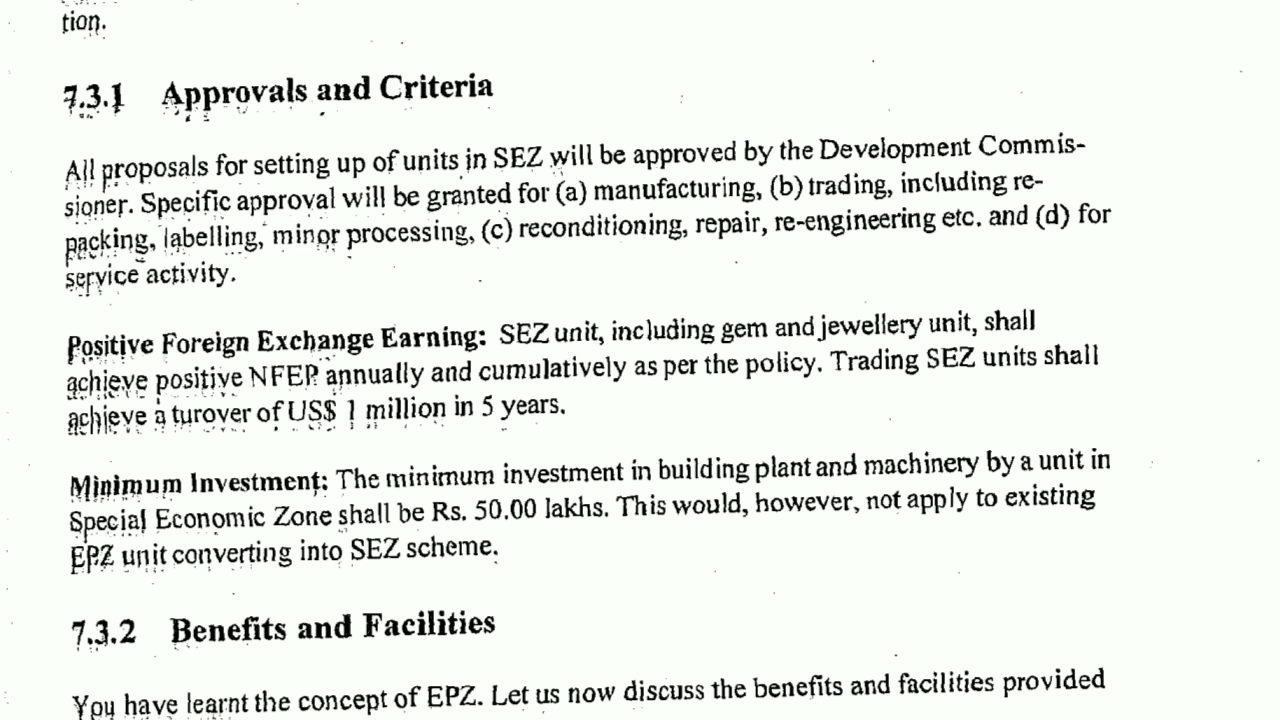 tion.
7.3.1 Approvals and Criteria
All proposals for setting up of units in SEZ will be approved by the Development Commis-
sioner. Specific approval will be granted for (a) manufacturing, (b) trading, including re-
packing, labelling, minor processing, (c) reconditioning, repair, re-engineering etc. and (d) for
service activity.
Positive Foreign Exchange Earning: SEZ unit, including gem and jewellery unit, shall
achieve positive NFEP annually and cumulatively as per the policy. Trading SEZ units shall
achieve a turover of US$ 1 million in 5 years.
Minimum Investment: The minimum investment in building plant and machinery by a unit in
Special Economic Zone shall be Rs. 50.00 lakhs. This would, however, not apply to existing
EPZ unit converting into SEZ scheme.
7.3.2 Benefits and Facilities
You have learnt the concept of EPZ. Let us now discuss the benefits and facilities provided